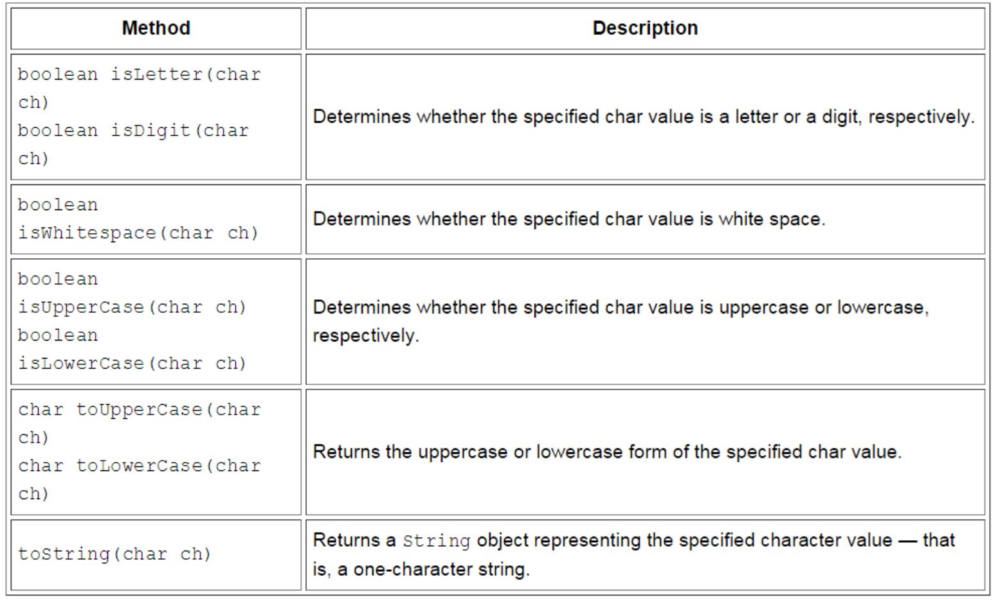 Method
Description
boolean isLetter(char
ch)
boolean isDigit(char
ch)
Determines whether the specified char value is a letter or a digit, respectively.
boolean
isWhitespace(char ch)
Determines whether the specified char value is white space.
boolean
isUpperCase(char ch)
boolean
isLowerCase(char ch)
Determines whether the specified char value is uppercase or lowercase,
respectively.
char toUpperCase(char
ch)
char toLowerCase(char
ch)
Returns the uppercase or lowercase form of the specified char value.
toString(char ch)
Returns a String object representing the specified character value — that
is, a one-character string.